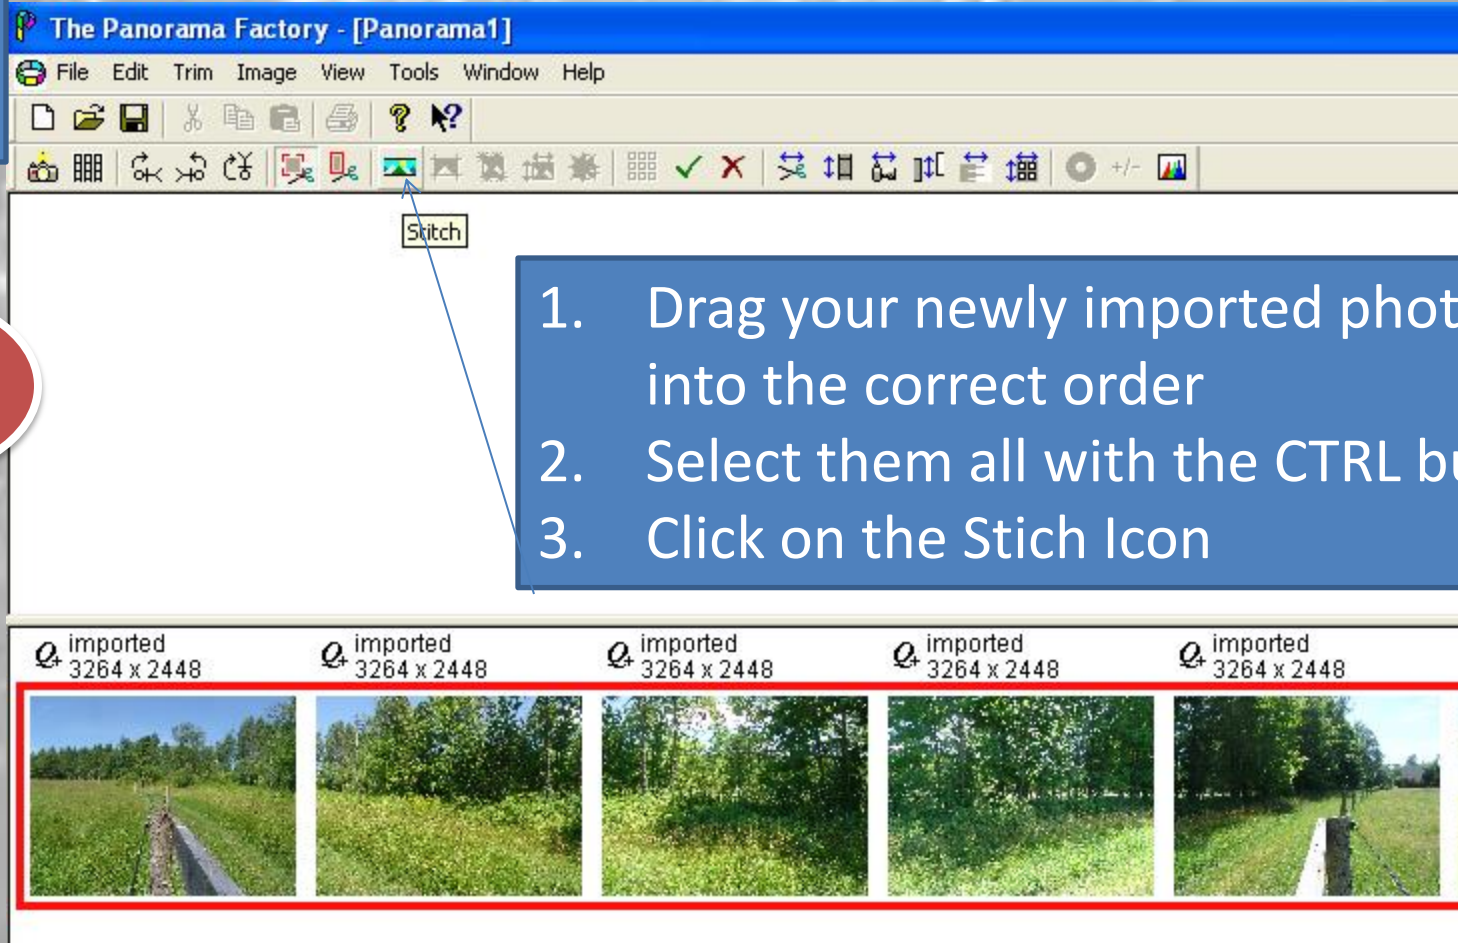 The Panorama Factory - [Panorama1]
File Edit Trim Image View Tools Window Help
+/-
Stitch
1. Drag your newly imported phot
into the correct order
2. Select them all with the CTRL bu
3. Click on the Stich Icon
imported imported imported imported imported
3264 x 2448 3264 x 2448 3264 x 2448 3264 x 2448 3264 x 2448